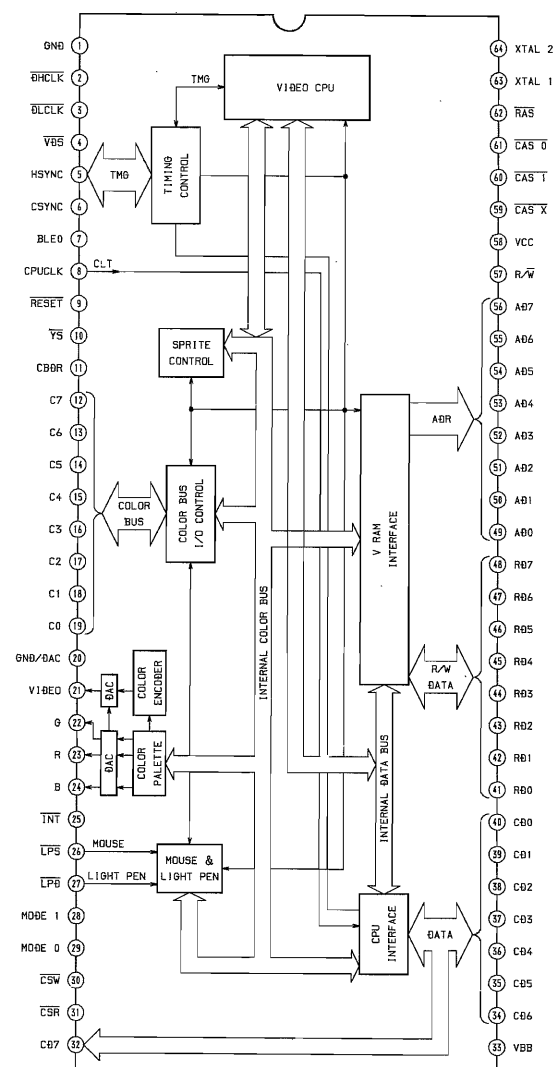 GND 1
DHCLK 2
DLCLK 3
VDS 4
HSYNC 5
CSYNC 6
BLEO 7
CPUCLK 8
RESET 9
YS 10
CBDR 11
C7 12
C6 13
C5 14
C4 15
C3 16
C2 17
C1 18
C0 19
GND/DAC 20
VIDEO 21
G 22
R 23
B 24
INT 25
LPS 26
LPD 27
MODE 1 28
MODE 0 29
CSW 30
CSR 31
CD7 32
TMG
VIDEO CPU
TMG
TIMING
CONTROL
CLT
SPRITE
CONTROL
COLOR
BUS
COLOR BUS
I/O CONTROL
INTERNAL COLOR BUS
V RAM
INTERFACE
ADR
R/W
DATA
DAC
COLOR
ENCODER
DAC
COLOR
PALETTE
INTERNAL DATA BUS
MOUSE
LIGHT PEN
MOUSE &
LIGHT PEN
CPU
INTERFACE
DATA
64 XTAL 2
63 XTAL 1
62 RAS
61 CAS 0
60 CAS 1
59 CAS X
58 VCC
57 R/W
56 AD7
55 AD6
54 AD5
53 AD4
52 AD3
51 AD2
50 AD1
49 AD0
48 RD7
47 RD6
46 RD5
45 RD4
44 RD3
43 RD2
42 RD1
41 RD0
40 CD0
39 CD1
38 CD2
37 CD3
36 CD4
35 CD5
34 CD6
33 VBB